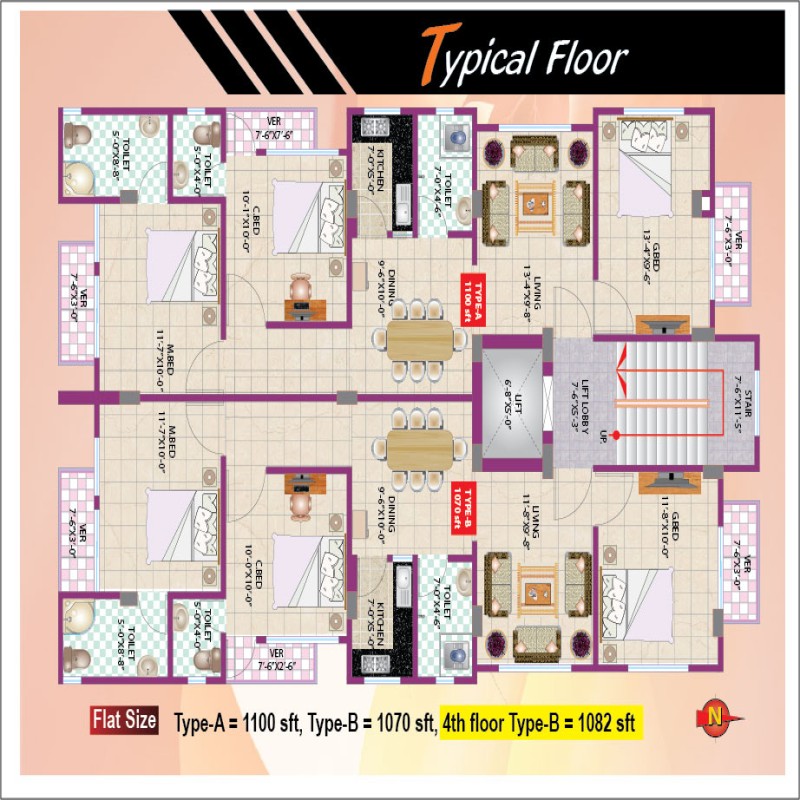 Typical Floor
VER
7'-6"X7'-6"
TOILET
5'-0"X8'-8"
TOILET
5'-0"X4'-0"
C.BED
10'-1"X10'-0"
KITCHEN
7'-0"X5'-0"
TOILET
7'-0"X4'-6"
LIVING
13'-4"X9'-8"
G.BED
13'-4"X9'-6"
VER
7'-6"X3'-0"
VER
7'-6"X3'-0"
M.BED
11'-7"X10'-0"
DINING
9'-6"X10'-0"
TYPE-A
1100 sft
LIFT
6'-8"X5'-0"
LIFT LOBBY
7'-6"X5'-3"
UP
STAIR
7'-6"X11'-5"
M.BED
11'-7"X10'-0"
DINING
9'-6"X10'-0"
TYPE-B
1070 sft
LIVING
11'-8"X9'-8"
G.BED
11'-8"X10'-0"
VER
7'-6"X3'-0"
VER
7'-6"X3'-0"
C.BED
10'-0"X10'-0"
KITCHEN
7'-0"X5'-0"
TOILET
7'-0"X4'-6"
TOILET
5'-0"X8'-8"
TOILET
5'-0"X4'-0"
VER
7'-6"X2'-6"
Flat Size Type-A = 1100 sft, Type-B = 1070 sft, 4th floor Type-B = 1082 sft
N